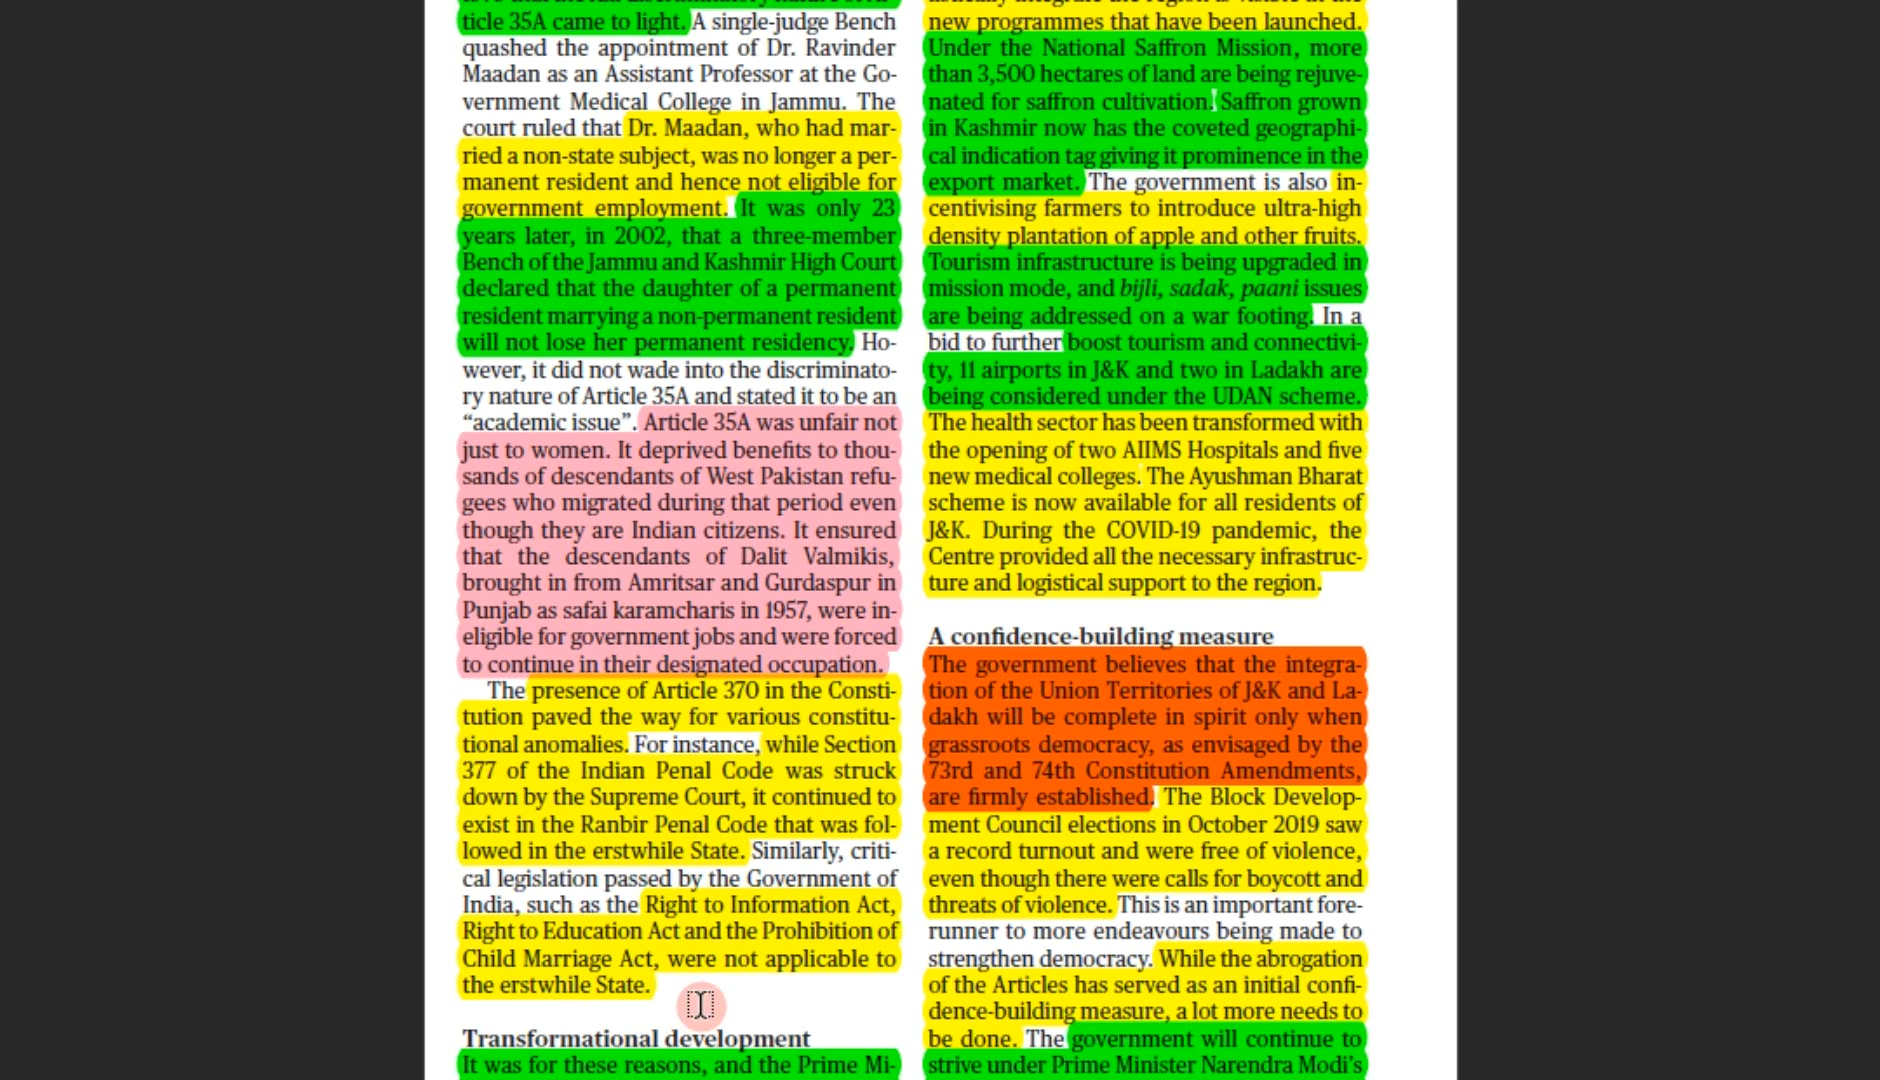 ticle 35A came to light. A single-judge Bench
quashed the appointment of Dr. Ravinder
Maadan as an Assistant Professor at the Go-
vernment Medical College in Jammu. The
court ruled that Dr. Maadan, who had mar-
ried a non-state subject, was no longer a per-
manent resident and hence not eligible for
government employment. It was only 23
years later, in 2002, that a three-member
Bench of the Jammu and Kashmir High Court
declared that the daughter of a permanent
resident marrying a non-permanent resident
will not lose her permanent residency. Ho-
wever, it did not wade into the discriminato-
ry nature of Article 35A and stated it to be an
“academic issue”. Article 35A was unfair not
just to women. It deprived benefits to thou-
sands of descendants of West Pakistan refu-
gees who migrated during that period even
though they are Indian citizens. It ensured
that the descendants of Dalit Valmikis,
brought in from Amritsar and Gurdaspur in
Punjab as safai karamcharis in 1957, were in-
eligible for government jobs and were forced
to continue in their designated occupation.
The presence of Article 370 in the Consti-
tution paved the way for various constitu-
tional anomalies. For instance, while Section
377 of the Indian Penal Code was struck
down by the Supreme Court, it continued to
exist in the Ranbir Penal Code that was fol-
lowed in the erstwhile State. Similarly, criti-
cal legislation passed by the Government of
India, such as the Right to Information Act,
Right to Education Act and the Prohibition of
Child Marriage Act, were not applicable to
the erstwhile State.
Transformational development
It was for these reasons, and the Prime Mi-
new programmes that have been launched.
Under the National Saffron Mission, more
than 3,500 hectares of land are being rejuve-
nated for saffron cultivation. Saffron grown
in Kashmir now has the coveted geographi-
cal indication tag giving it prominence in the
export market. The government is also in-
centivising farmers to introduce ultra-high
density plantation of apple and other fruits.
Tourism infrastructure is being upgraded in
mission mode, and bijli, sadak, paani issues
are being addressed on a war footing. In a
bid to further boost tourism and connectivi-
ty, 11 airports in J&K and two in Ladakh are
being considered under the UDAN scheme.
The health sector has been transformed with
the opening of two AIIMS Hospitals and five
new medical colleges. The Ayushman Bharat
scheme is now available for all residents of
J&K. During the COVID-19 pandemic, the
Centre provided all the necessary infrastruc-
ture and logistical support to the region.
A confidence-building measure
The government believes that the integra-
tion of the Union Territories of J&K and La-
dakh will be complete in spirit only when
grassroots democracy, as envisaged by the
73rd and 74th Constitution Amendments,
are firmly established. The Block Develop-
ment Council elections in October 2019 saw
a record turnout and were free of violence,
even though there were calls for boycott and
threats of violence. This is an important fore-
runner to more endeavours being made to
strengthen democracy. While the abrogation
of the Articles has served as an initial confi-
dence-building measure, a lot more needs to
be done. The government will continue to
strive under Prime Minister Narendra Modi’s